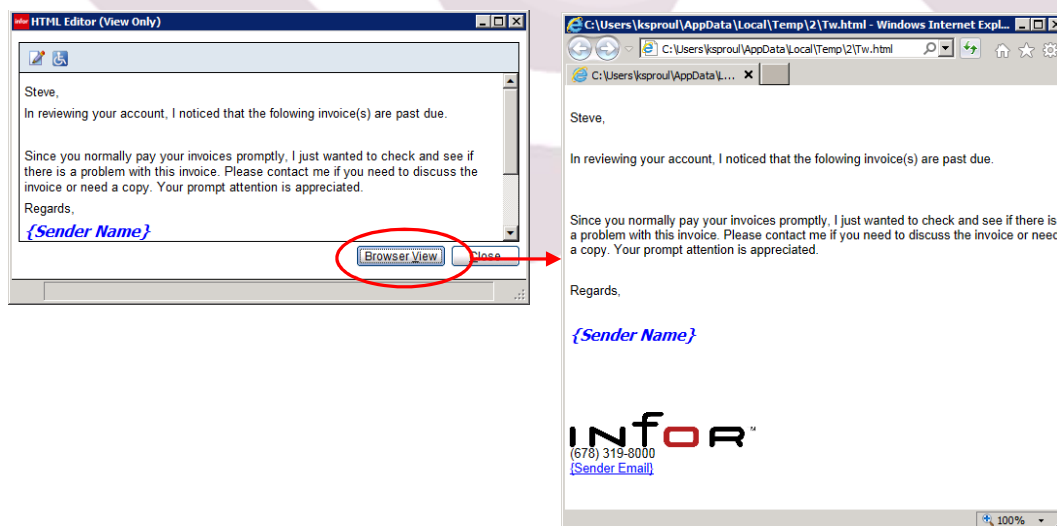 infor HTML Editor (View Only)
Steve,
In reviewing your account, I noticed that the folowing invoice(s) are past due.
Since you normally pay your invoices promptly, I just wanted to check and see if
there is a problem with this invoice. Please contact me if you need to discuss the
invoice or need a copy. Your prompt attention is appreciated.
Regards,
{Sender Name}
Browser View
Close
C:\Users\ksproul\AppData\Local\Temp\2\Tw.html - Windows Internet Expl...
C:\Users\ksproul\AppData\Local\Temp\2\Tw.html
C:\Users\ksproul\AppData\L...
Steve,
In reviewing your account, I noticed that the folowing invoice(s) are past due.
Since you normally pay your invoices promptly, I just wanted to check and see if there is
a problem with this invoice. Please contact me if you need to discuss the invoice or need
a copy. Your prompt attention is appreciated.
Regards,
{Sender Name}
infor™
(678) 319-8000
{Sender Email}
100%